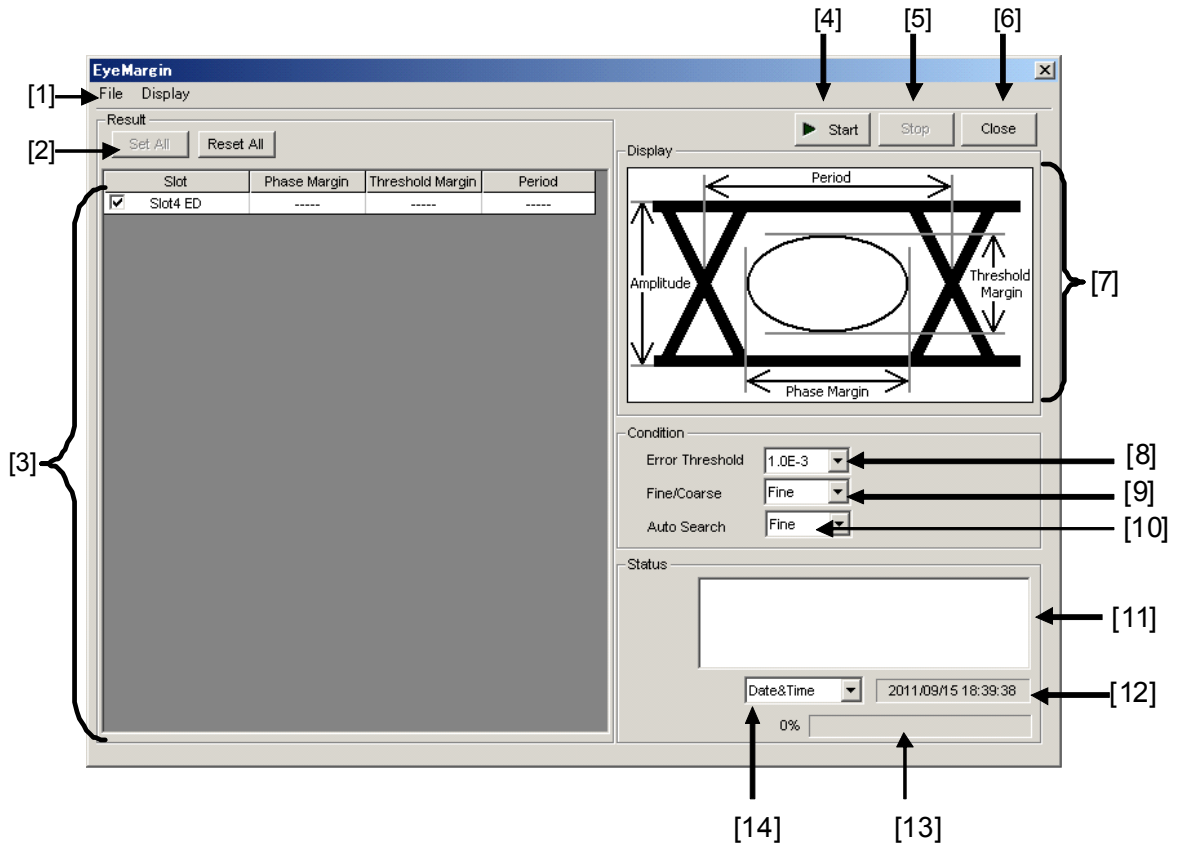 [4] [5] [6]
EyeMargin
[1] File Display
Result
[2] Set All Reset All
Start Stop Close
Display
Slot Phase Margin Threshold Margin Period
Slot4 ED ----- ----- -----
[3]
Period
Amplitude
Threshold
Margin
Phase Margin
[7]
Condition
Error Threshold 1.0E-3 [8]
Fine/Coarse Fine [9]
Auto Search Fine [10]
Status
[11]
Date&Time 2011/09/15 18:39:38 [12]
0%
[14] [13]